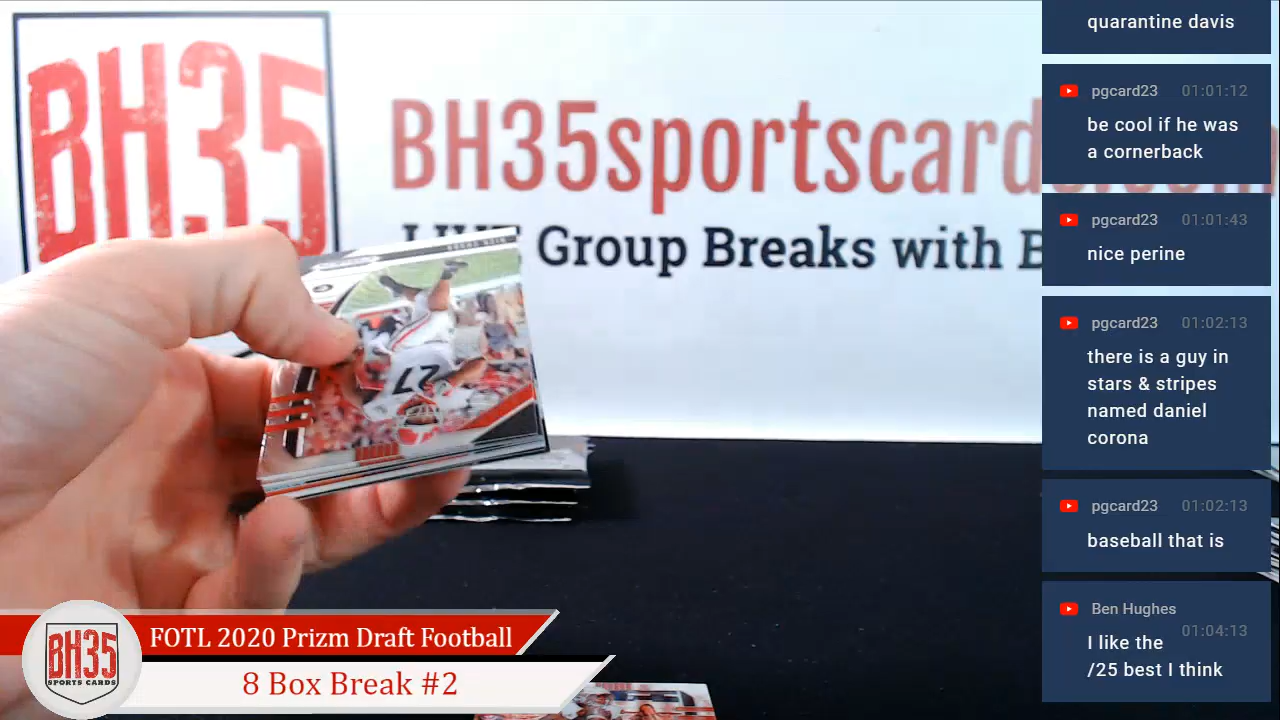 BH35
BH35sportscards.com
LIVE Group Breaks with B
27
FOTL 2020 Prizm Draft Football
8 Box Break #2
BH35
SPORTS CARDS
quarantine davis
pgcard23 01:01:12
be cool if he was
a cornerback
pgcard23 01:01:43
nice perine
pgcard23 01:02:13
there is a guy in
stars & stripes
named daniel
corona
pgcard23 01:02:13
baseball that is
Ben Hughes
01:04:13
I like the
/25 best I think